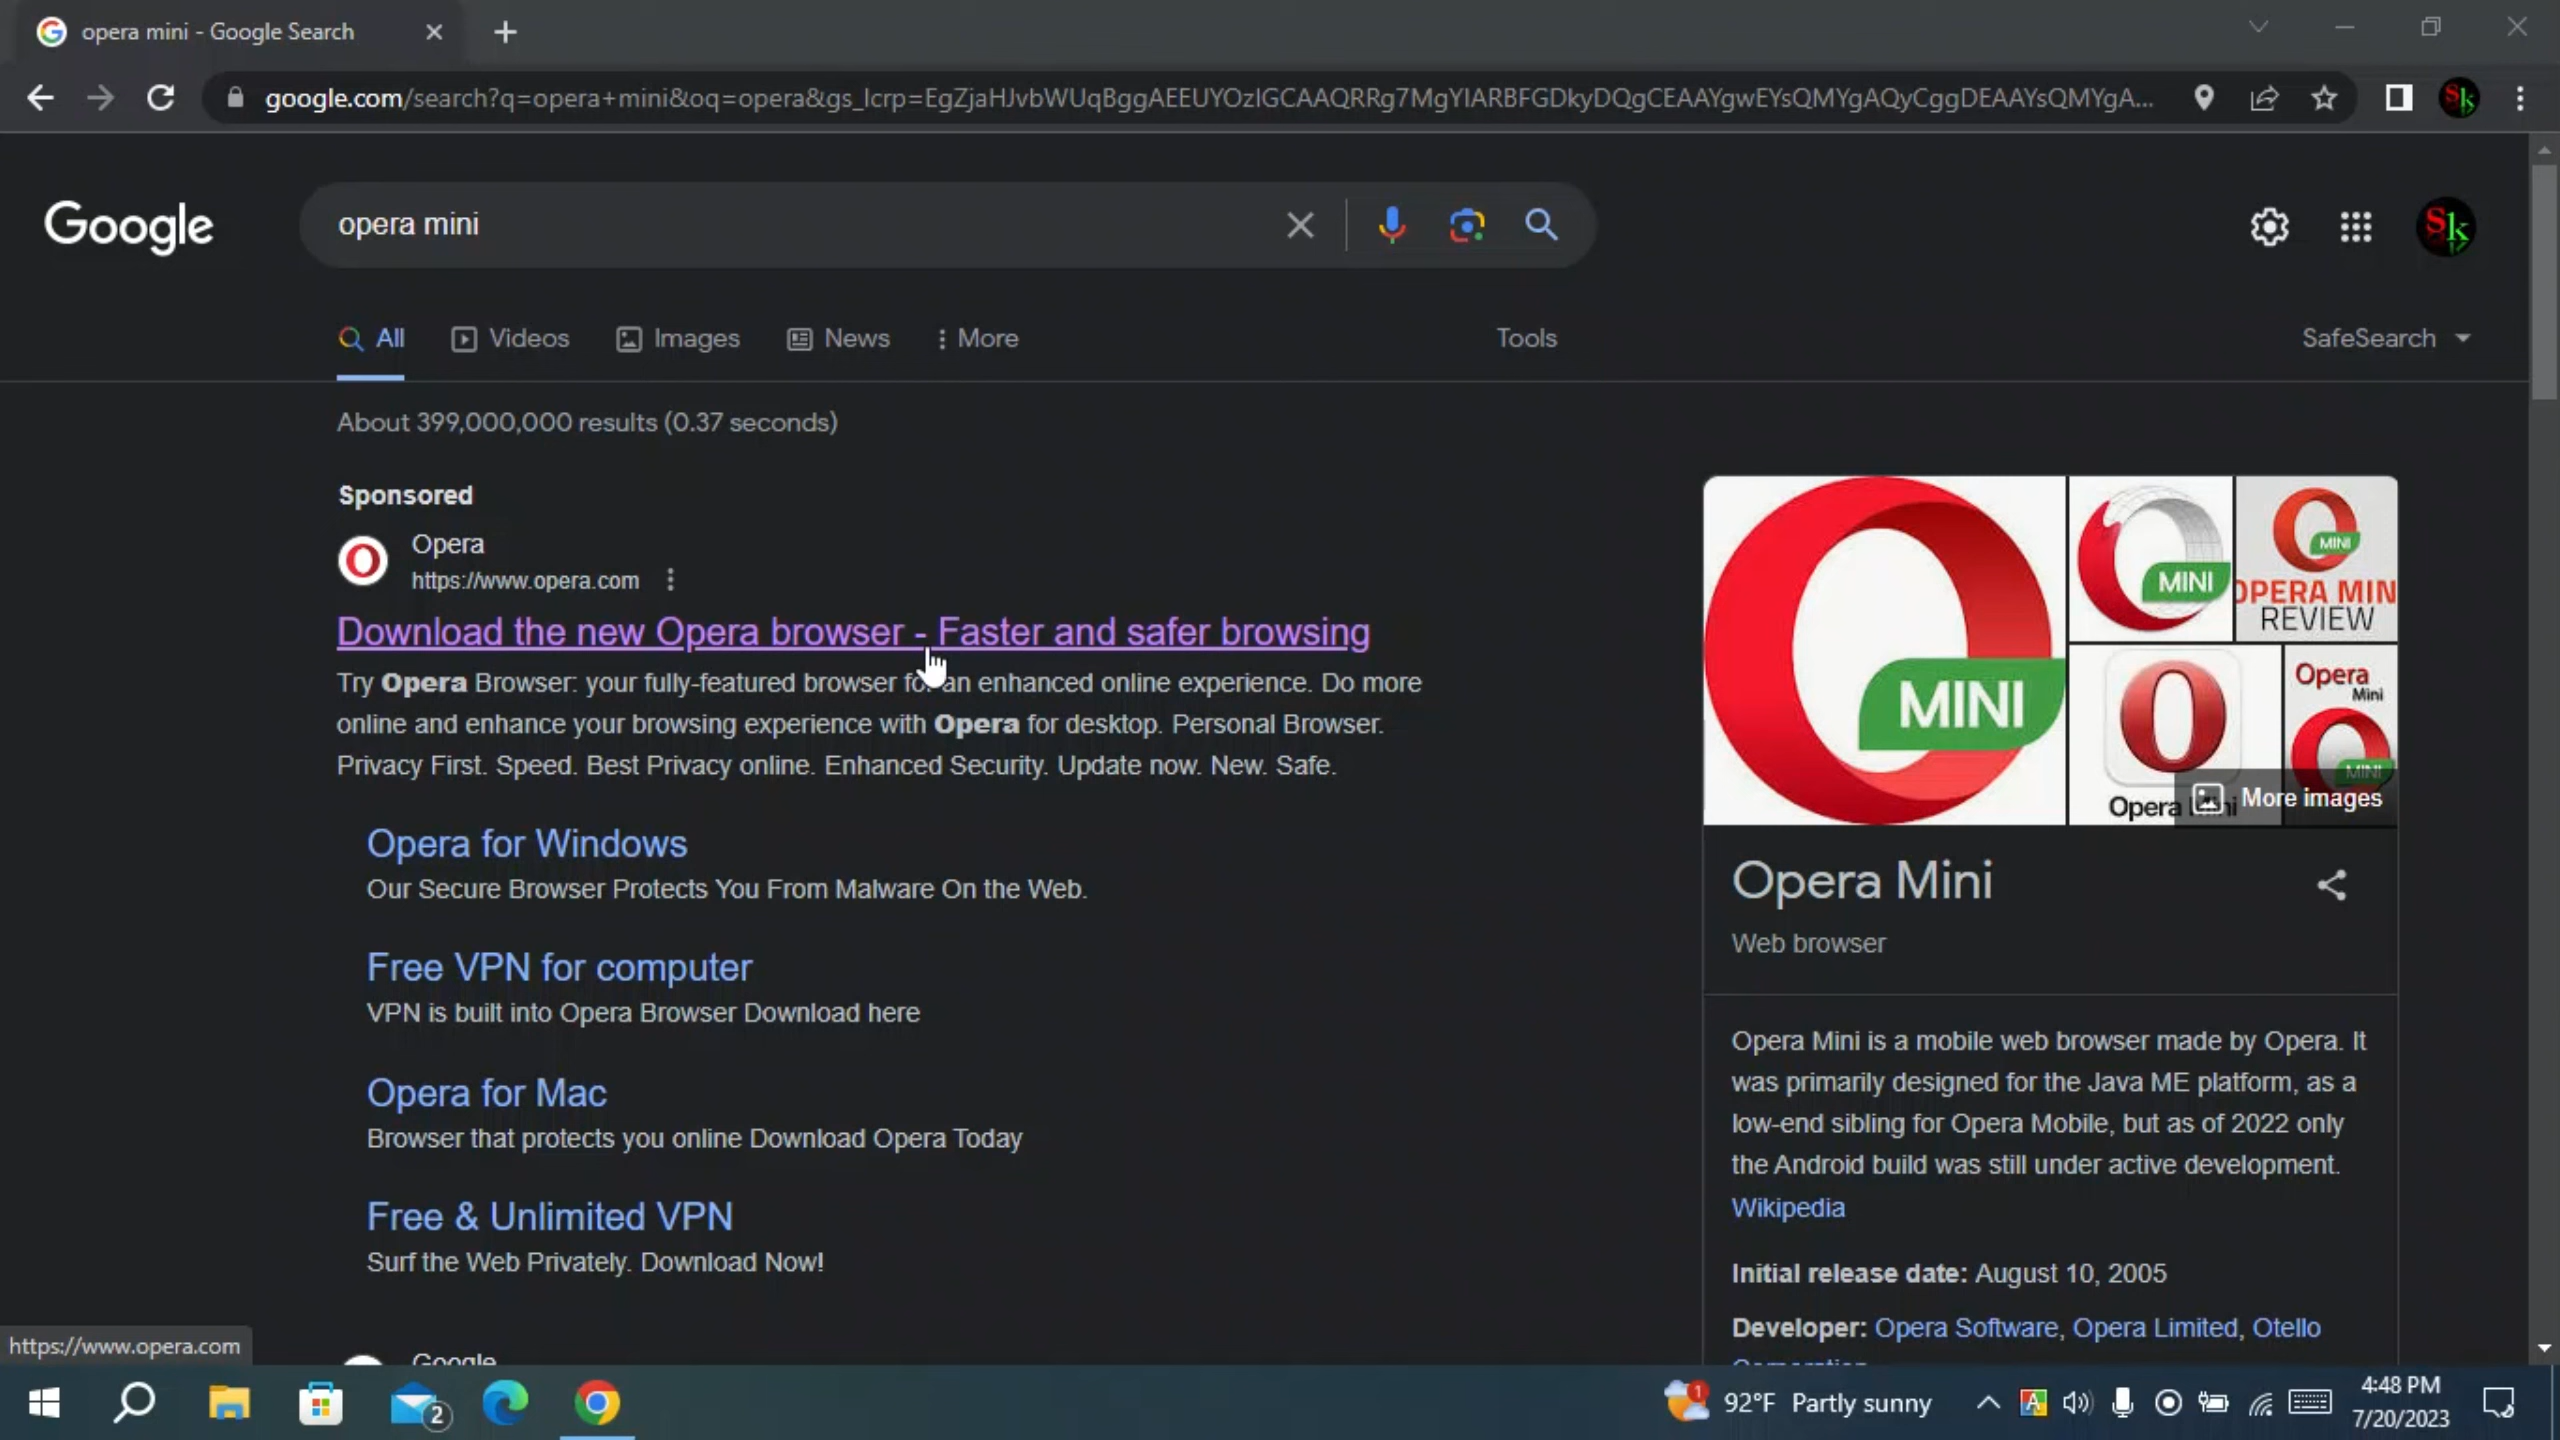 opera mini - Google Search
google.com/search?q=opera+mini&oq=opera&gs_lcrp=EgZjaHJvbWUqBggAEEUYOzIGCAAQRRg7MgYIARBFGDkyDQgCEAAYgwEYsQMYgAQyCggDEAAYsQMYgA...
Sk
Google
opera mini
Sk
All
Videos
Images
News
More
Tools
SafeSearch
About 399,000,000 results (0.37 seconds)
Sponsored
Opera
https://www.opera.com
Download the new Opera browser - Faster and safer browsing
Try Opera Browser: your fully-featured browser for an enhanced online experience. Do more
online and enhance your browsing experience with Opera for desktop. Personal Browser.
Privacy First. Speed. Best Privacy online. Enhanced Security. Update now. New. Safe.
Opera for Windows
Our Secure Browser Protects You From Malware On the Web.
Free VPN for computer
VPN is built into Opera Browser Download here
Opera for Mac
Browser that protects you online Download Opera Today
Free & Unlimited VPN
Surf the Web Privately. Download Now!
Google
MINI
MINI
MINI
OPERA MIN
REVIEW
Opera
Opera
Mini
MINI
More images
Opera Mini
Web browser
Opera Mini is a mobile web browser made by Opera. It
was primarily designed for the Java ME platform, as a
low-end sibling for Opera Mobile, but as of 2022 only
the Android build was still under active development.
Wikipedia
Initial release date: August 10, 2005
Developer: Opera Software, Opera Limited, Otello
https://www.opera.com
2
1
92°F Partly sunny
A
4:48 PM
7/20/2023